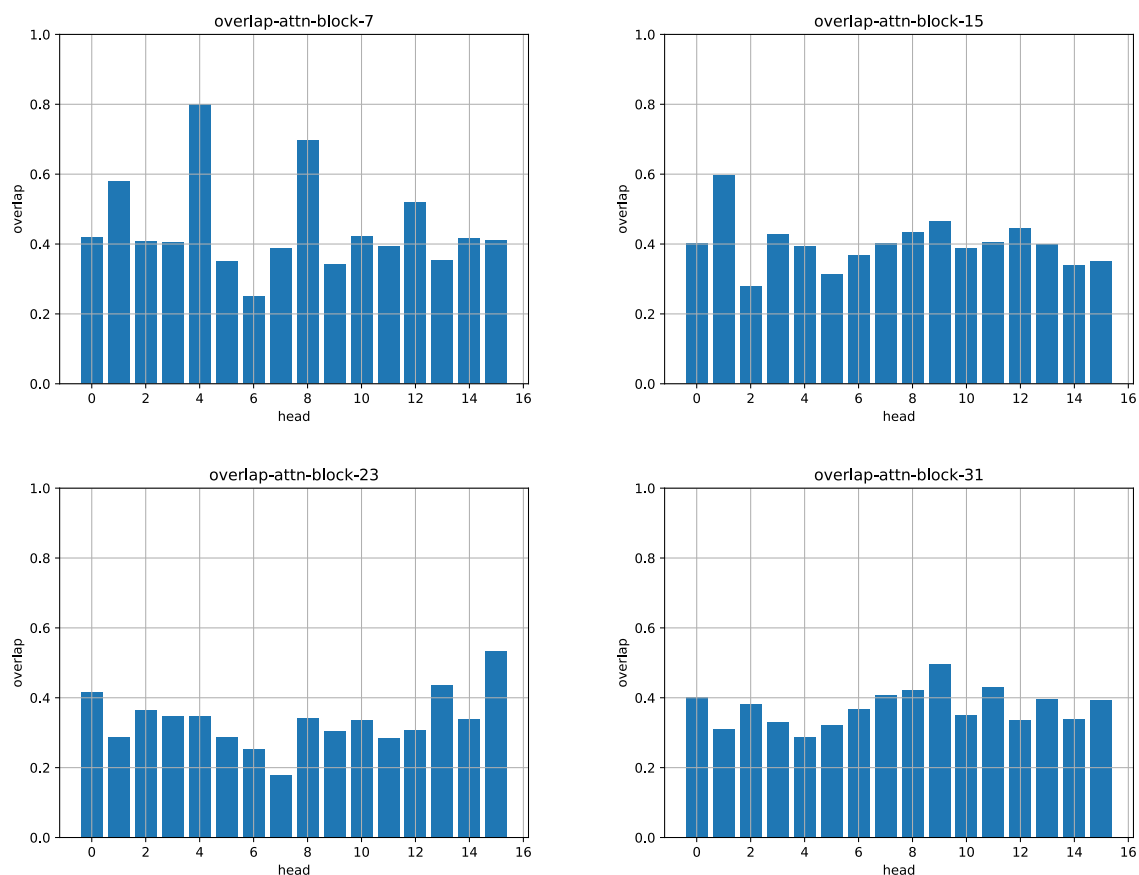 overlap-attn-block-7
1.0
0.8
0.6
0.4
0.2
0.0
overlap
0 2 4 6 8 10 12 14 16
head
overlap-attn-block-15
1.0
0.8
0.6
0.4
0.2
0.0
overlap
0 2 4 6 8 10 12 14 16
head
overlap-attn-block-23
1.0
0.8
0.6
0.4
0.2
0.0
overlap
0 2 4 6 8 10 12 14 16
head
overlap-attn-block-31
1.0
0.8
0.6
0.4
0.2
0.0
overlap
0 2 4 6 8 10 12 14 16
head